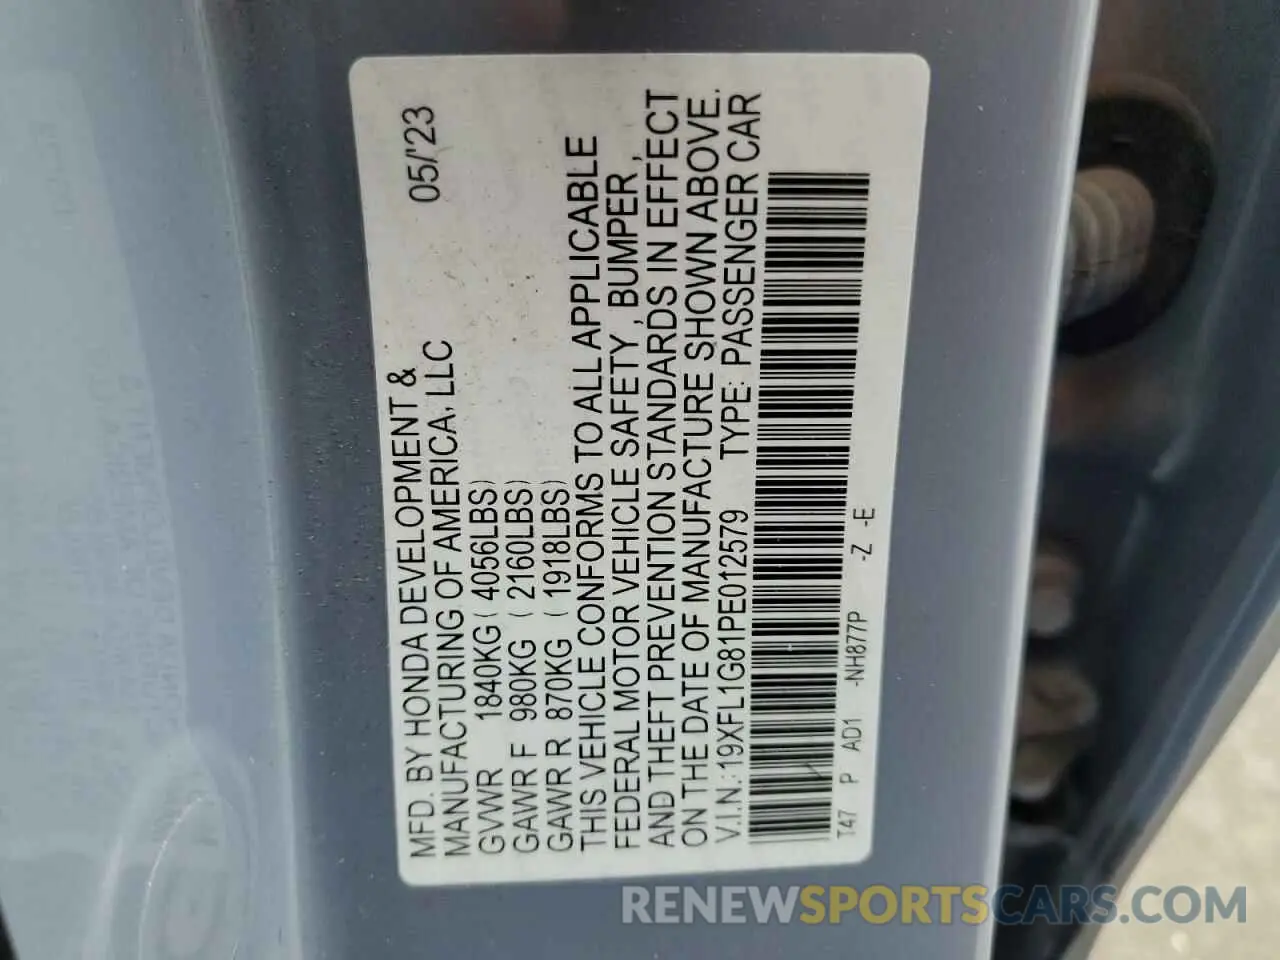 MFD. BY HONDA DEVELOPMENT &
MANUFACTURING OF AMERICA, LLC 05/'23
GVWR 1840KG ( 4056LBS)
GAWR F 980KG ( 2160LBS)
GAWR R 870KG ( 1918LBS)
THIS VEHICLE CONFORMS TO ALL APPLICABLE
FEDERAL MOTOR VEHICLE SAFETY, BUMPER,
AND THEFT PREVENTION STANDARDS IN EFFECT
ON THE DATE OF MANUFACTURE SHOWN ABOVE.
V.I.N.: 19XFL1G81PE012579 TYPE: PASSENGER CAR
T47 P AD1 -NH877P -Z -E
RENEWSPORTSCARS.COM